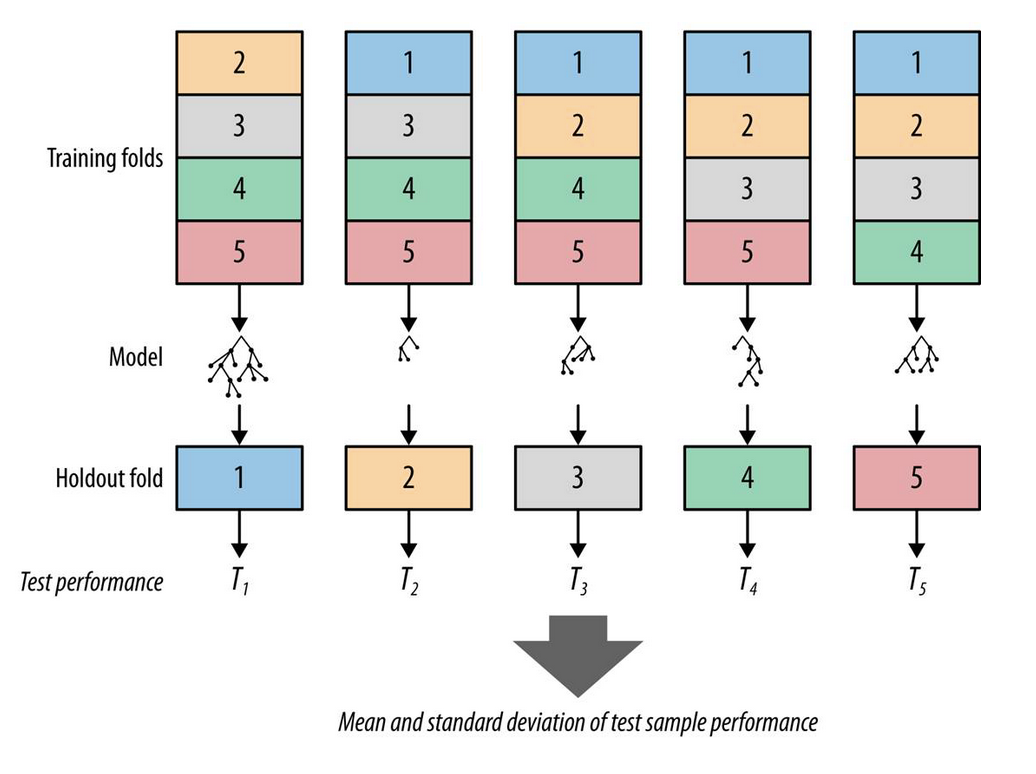 2 1 1 1 1
3 3 2 2 2
Training folds
4 4 4 3 3
5 5 5 5 4
Model
Holdout fold 1 2 3 4 5
Test performance T1 T2 T3 T4 T5
Mean and standard deviation of test sample performance